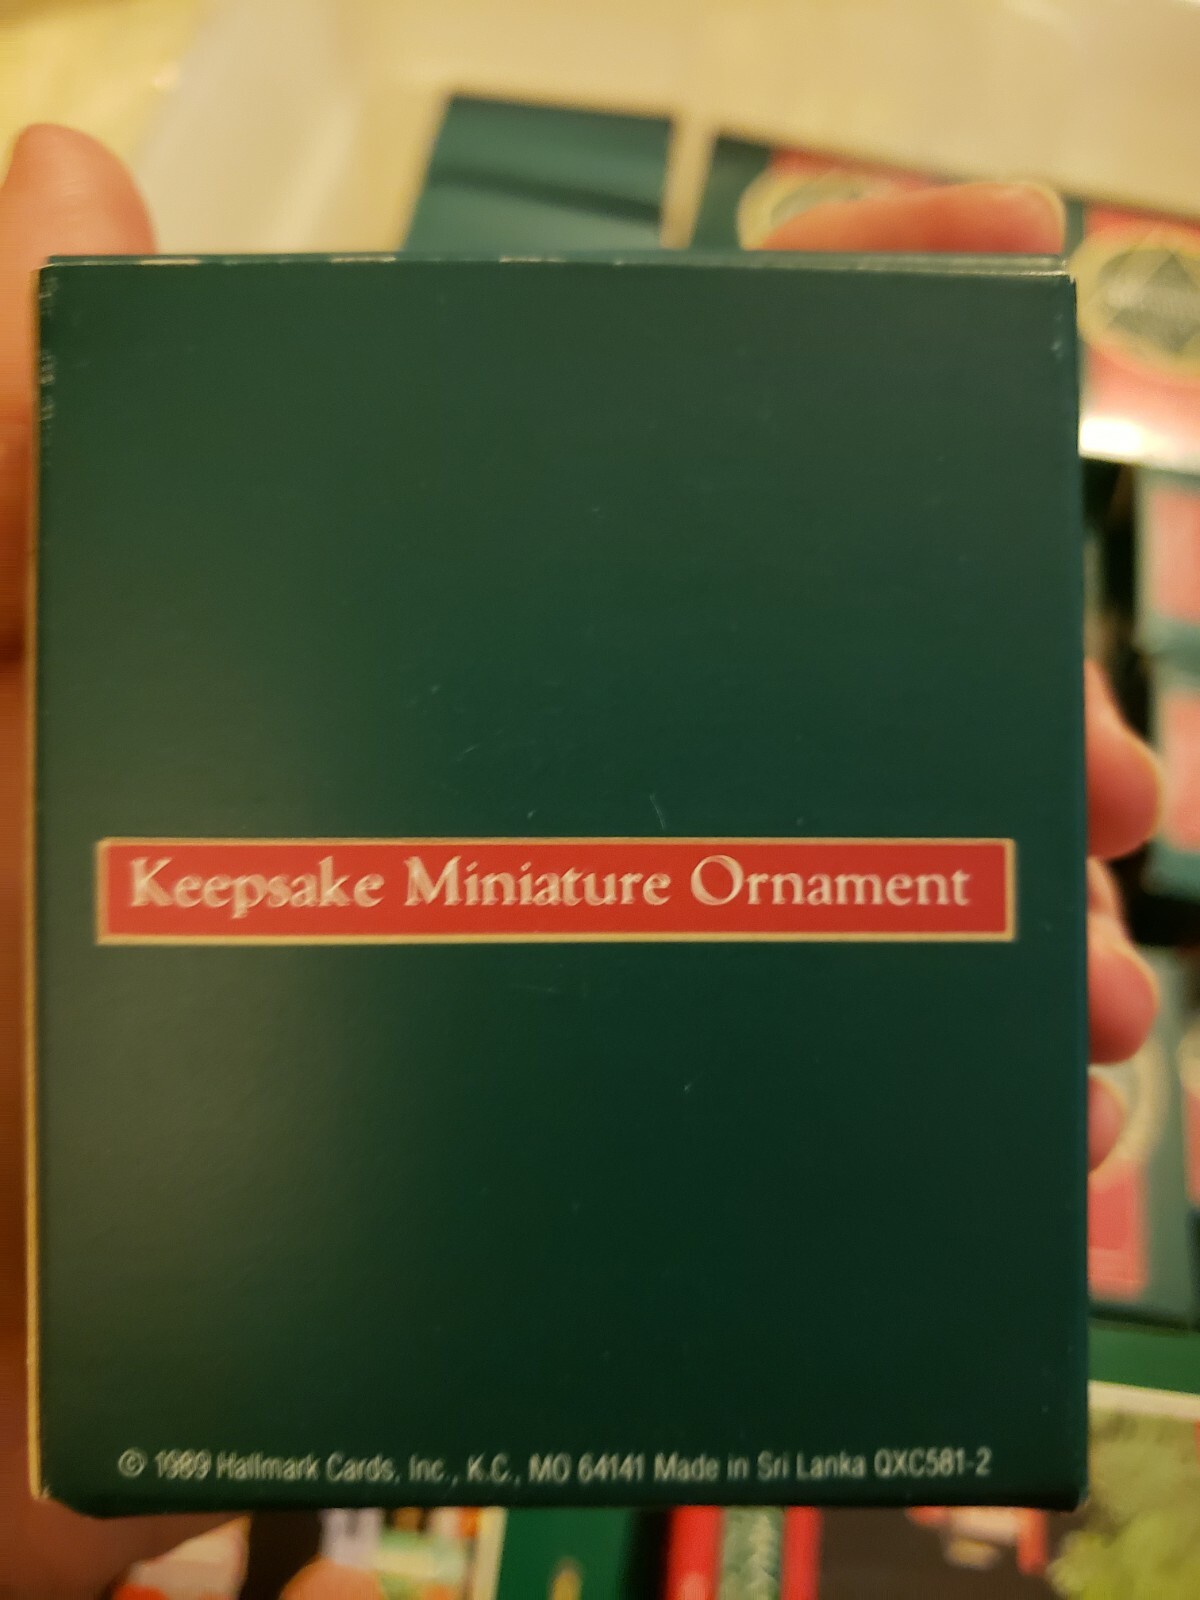 Keepsake Miniature Ornament
© 1989 Hallmark Cards, Inc., K.C., MO 64141 Made in Sri Lanka QXC581-2